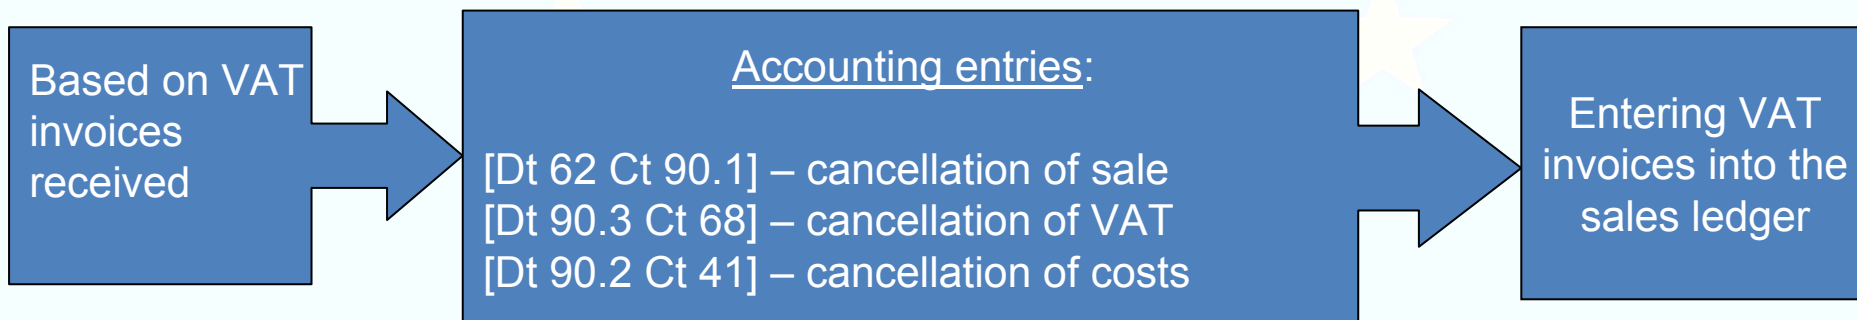 Based on VAT
invoices
received
Accounting entries:
[Dt 62 Ct 90.1] – cancellation of sale
[Dt 90.3 Ct 68] – cancellation of VAT
[Dt 90.2 Ct 41] – cancellation of costs
Entering VAT
invoices into the
sales ledger